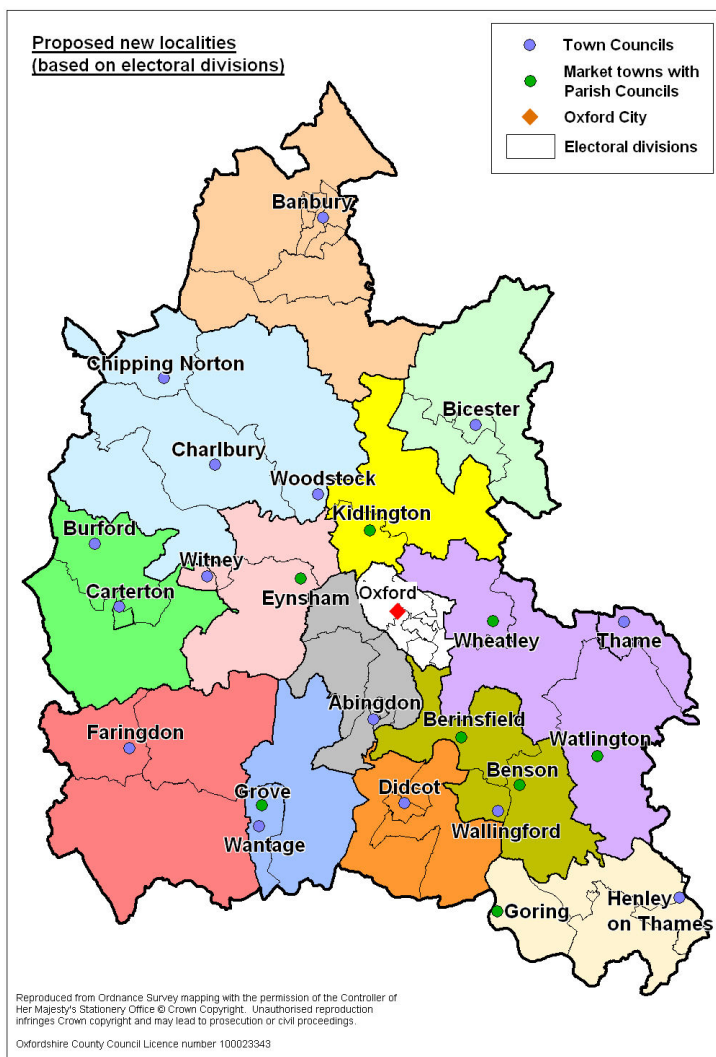 Proposed new localities
(based on electoral divisions)
Town Councils
Market towns with
Parish Councils
Oxford City
Electoral divisions
Banbury
Chipping Norton
Bicester
Charlbury
Woodstock
Kidlington
Burford
Witney
Carterton
Eynsham
Oxford
Wheatley
Thame
Abingdon
Faringdon
Berinsfield
Watlington
Benson
Grove
Didcot
Wallingford
Wantage
Goring
Henley
on Thames
Reproduced from Ordnance Survey mapping with the permission of the Controller of
Her Majesty's Stationery Office © Crown Copyright. Unauthorised reproduction
infringes Crown copyright and may lead to prosecution or civil proceedings.
Oxfordshire County Council Licence number 100023343